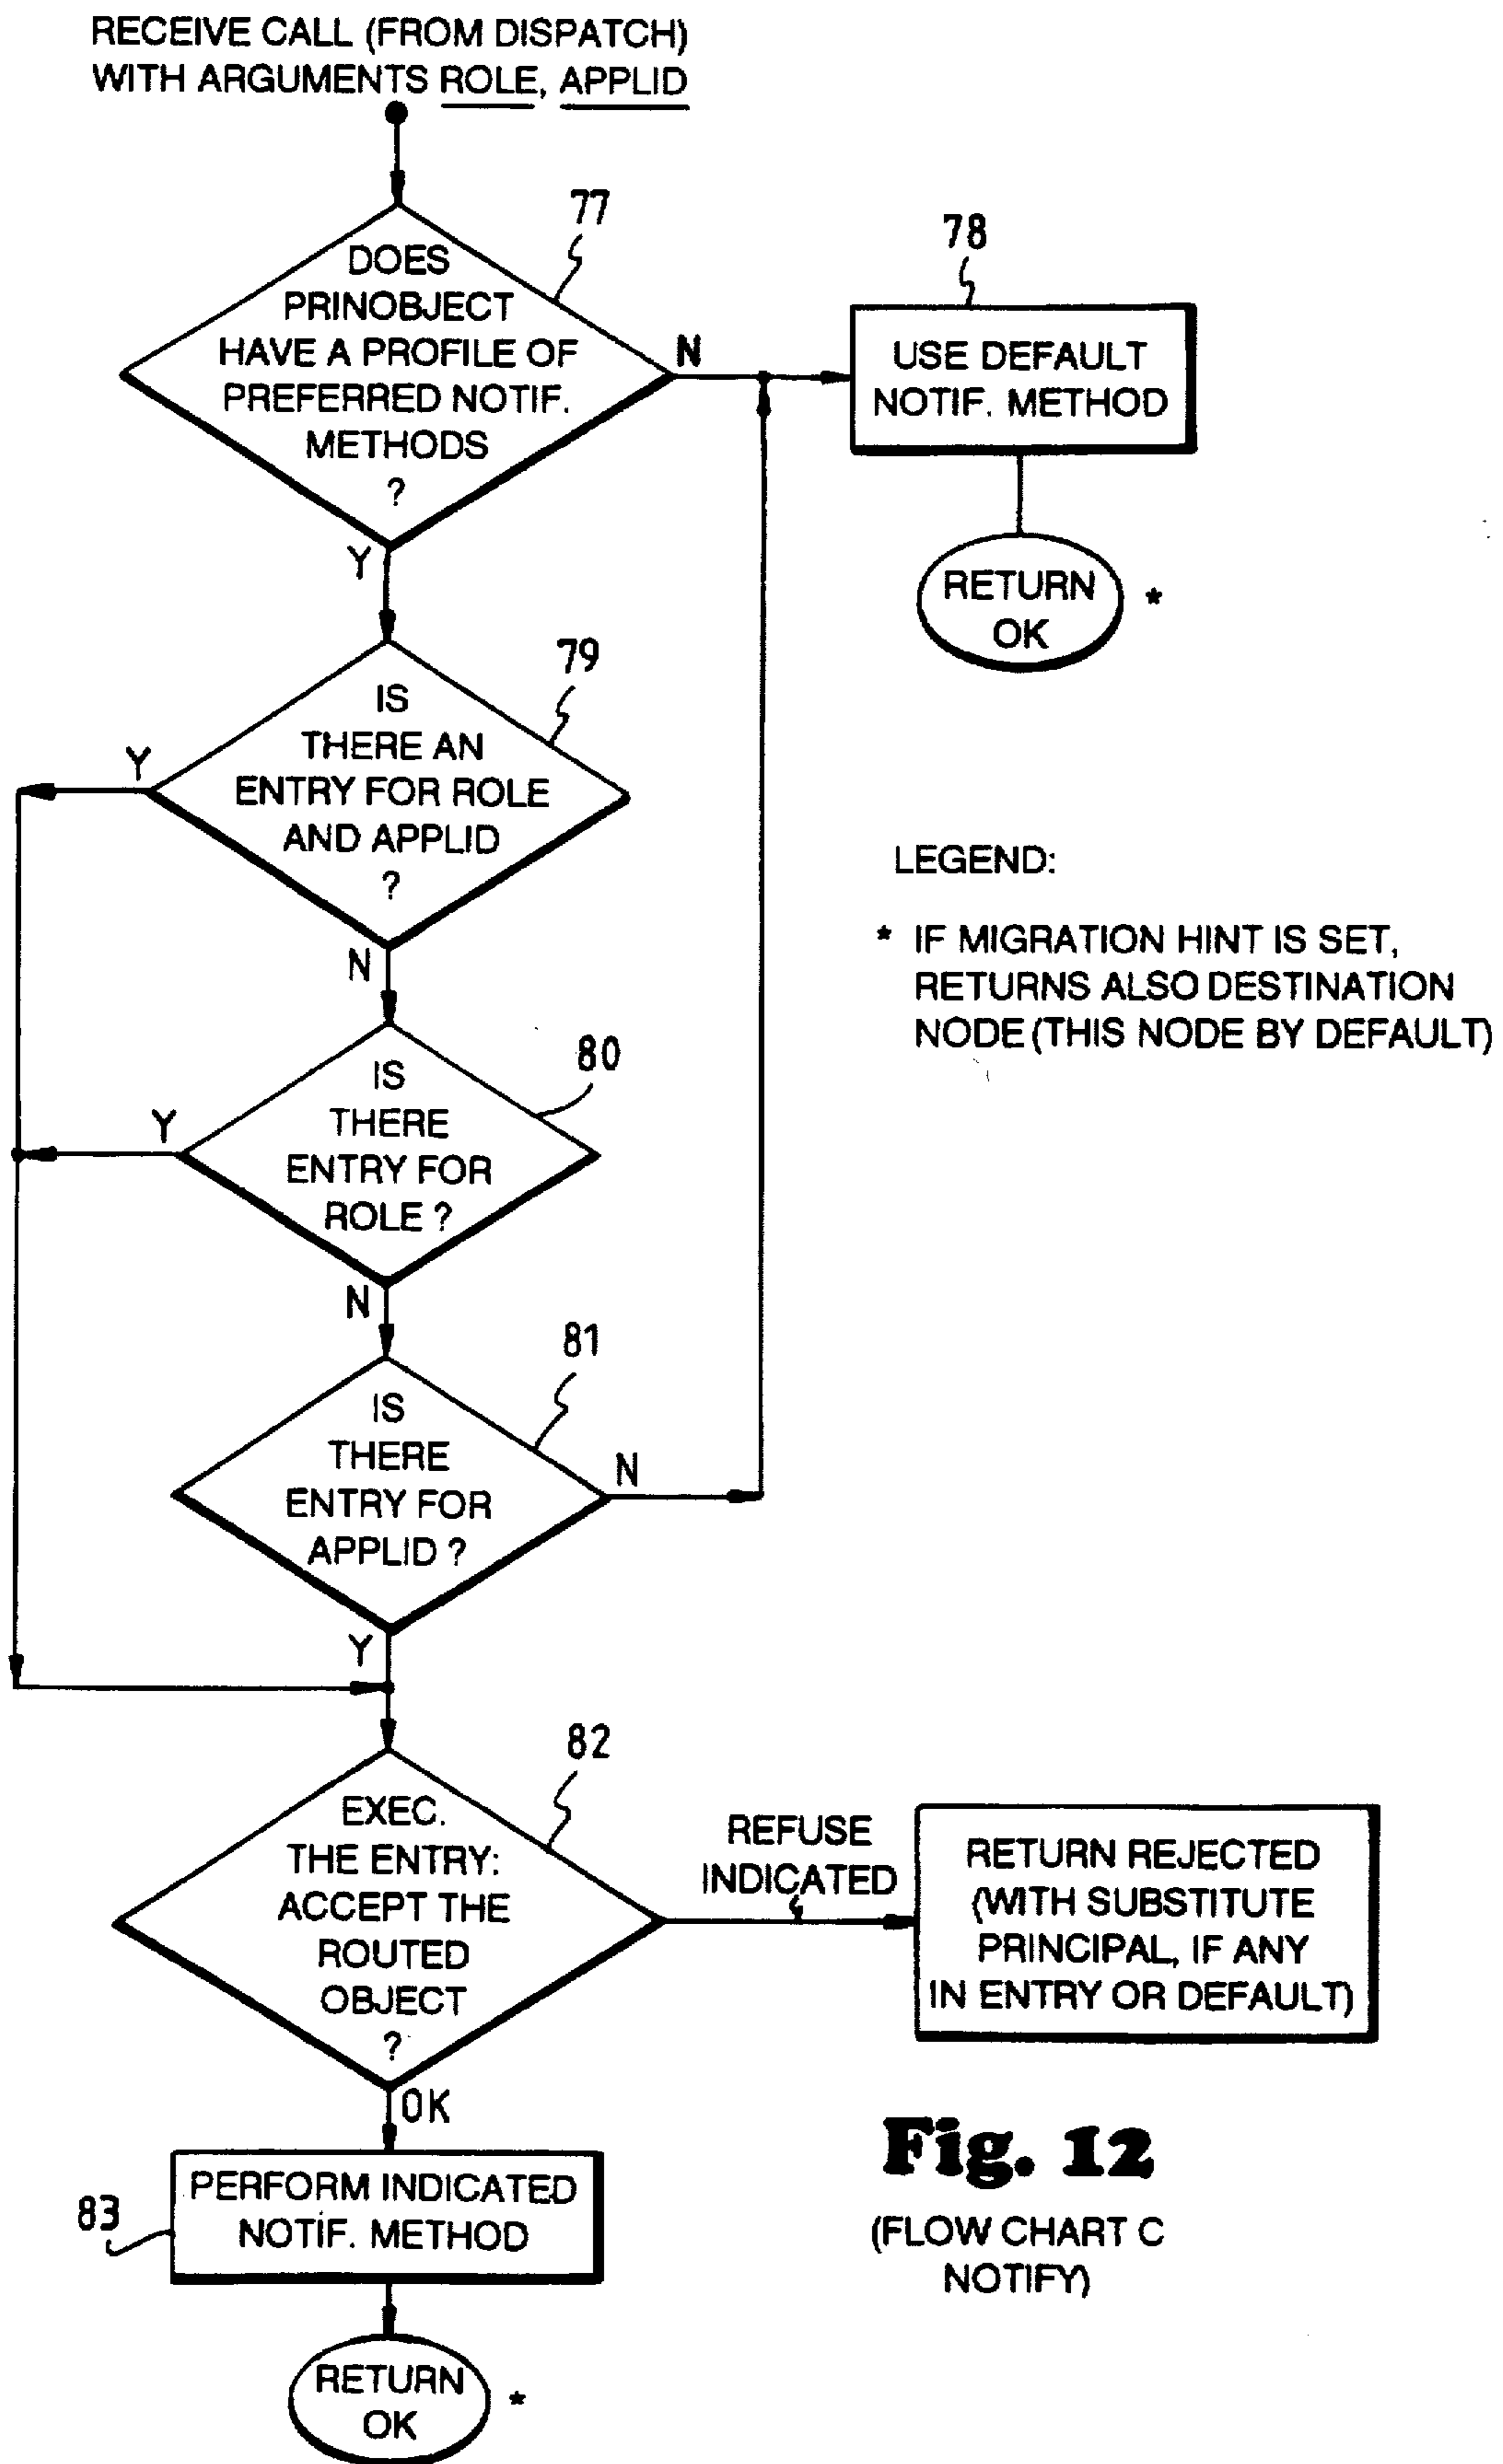 RECEIVE CALL (FROM DISPATCH)
WITH ARGUMENTS ROLE, APPLID
77
DOES
PRINOBJECT
HAVE A PROFILE OF
PREFERRED NOTIF.
METHODS
?
N
Y
78
USE DEFAULT
NOTIF. METHOD
RETURN
OK
*
79
IS
THERE AN
ENTRY FOR ROLE
AND APPLID
?
Y
N
LEGEND:
* IF MIGRATION HINT IS SET,
RETURNS ALSO DESTINATION
NODE (THIS NODE BY DEFAULT)
80
IS
THERE
ENTRY FOR
ROLE ?
Y
N
81
IS
THERE
ENTRY FOR
APPLID ?
N
Y
82
EXEC.
THE ENTRY:
ACCEPT THE
ROUTED
OBJECT
?
REFUSE
INDICATED
RETURN REJECTED
(WITH SUBSTITUTE
PRINCIPAL, IF ANY
IN ENTRY OR DEFAULT)
OK
83
PERFORM INDICATED
NOTIF. METHOD
RETURN
OK
*
Fig. 12
(FLOW CHART C
NOTIFY)